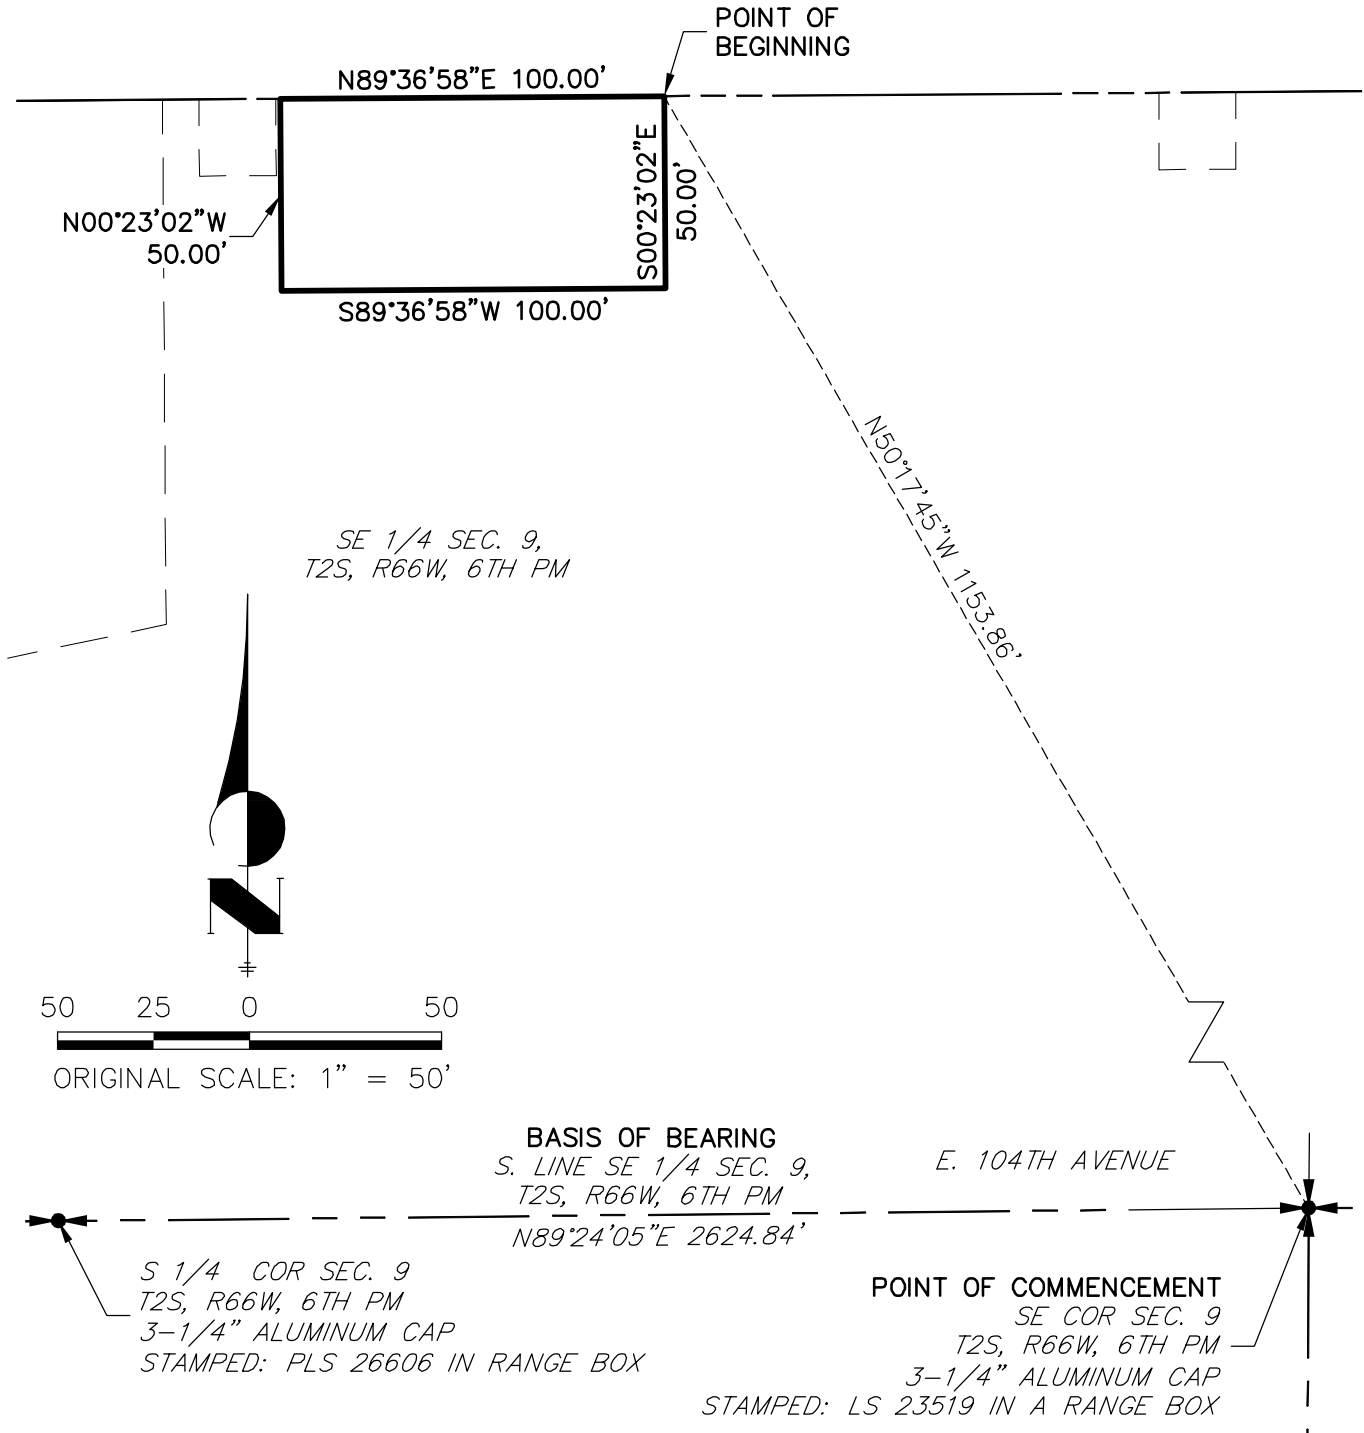 POINT OF
BEGINNING
N89°36'58"E 100.00'
S00°23'02"E
50.00'
N00°23'02"W
50.00'
S89°36'58"W 100.00'
N50°17'45"W 1153.86'
SE 1/4 SEC. 9,
T2S, R66W, 6TH PM
N
50 25 0 50
ORIGINAL SCALE: 1" = 50'
BASIS OF BEARING
S. LINE SE 1/4 SEC. 9,
T2S, R66W, 6TH PM
N89°24'05"E 2624.84'
E. 104TH AVENUE
S 1/4 COR SEC. 9
T2S, R66W, 6TH PM
3-1/4" ALUMINUM CAP
STAMPED: PLS 26606 IN RANGE BOX
POINT OF COMMENCEMENT
SE COR SEC. 9
T2S, R66W, 6TH PM
3-1/4" ALUMINUM CAP
STAMPED: LS 23519 IN A RANGE BOX